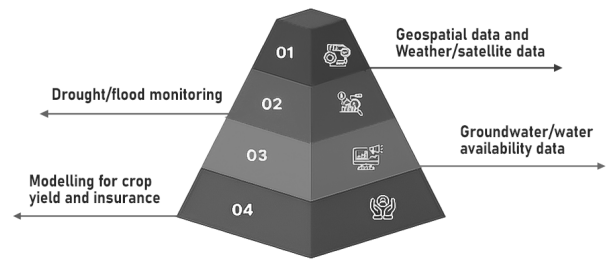 01
Geospatial data and
Weather/satellite data
Drought/flood monitoring
02
03
Groundwater/water
availability data
Modelling for crop
yield and insurance
04